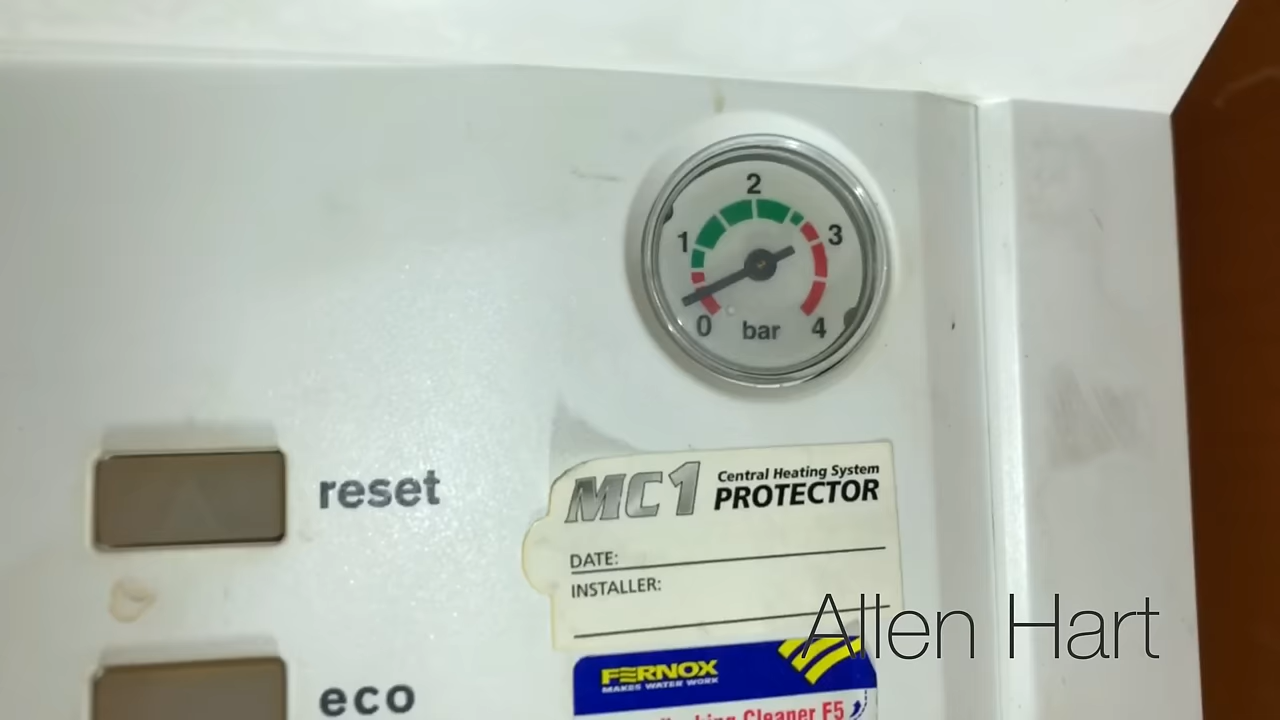 2
1
3
0
bar
4
reset
MC1
Central Heating System
PROTECTOR
DATE:
INSTALLER:
Allen Hart
FERNOX
MAKES WATER WORK
eco
Cleaner F5